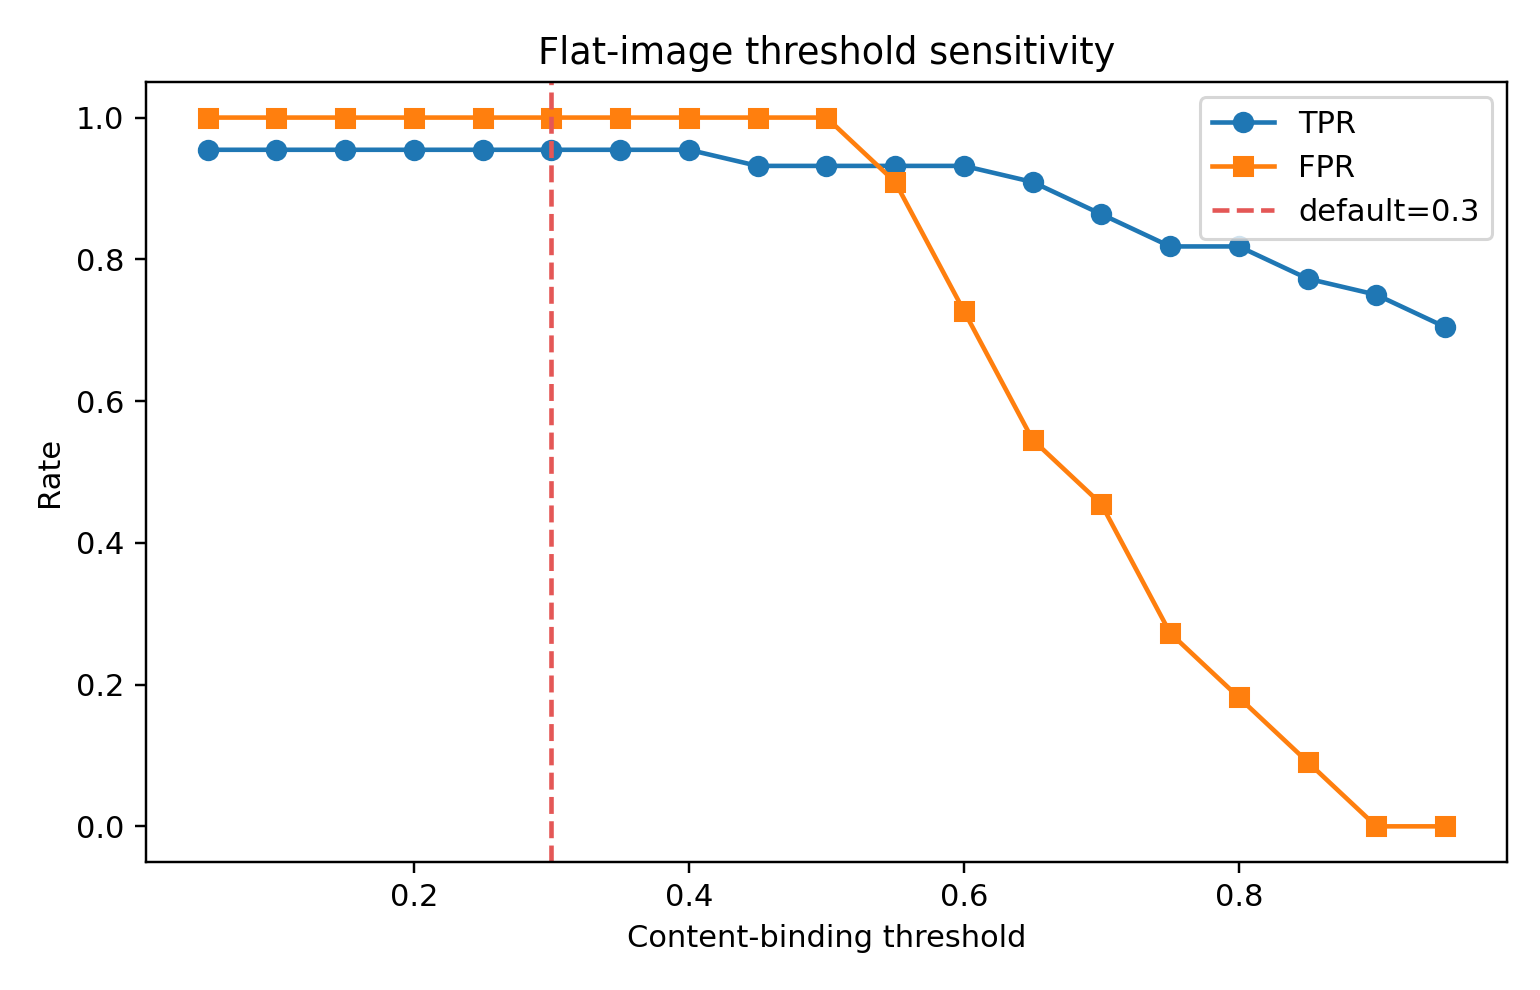 Flat-image threshold sensitivity
TPR
FPR
default=0.3
1.0
0.8
0.6
0.4
0.2
0.0
Rate
0.2
0.4
0.6
0.8
Content-binding threshold